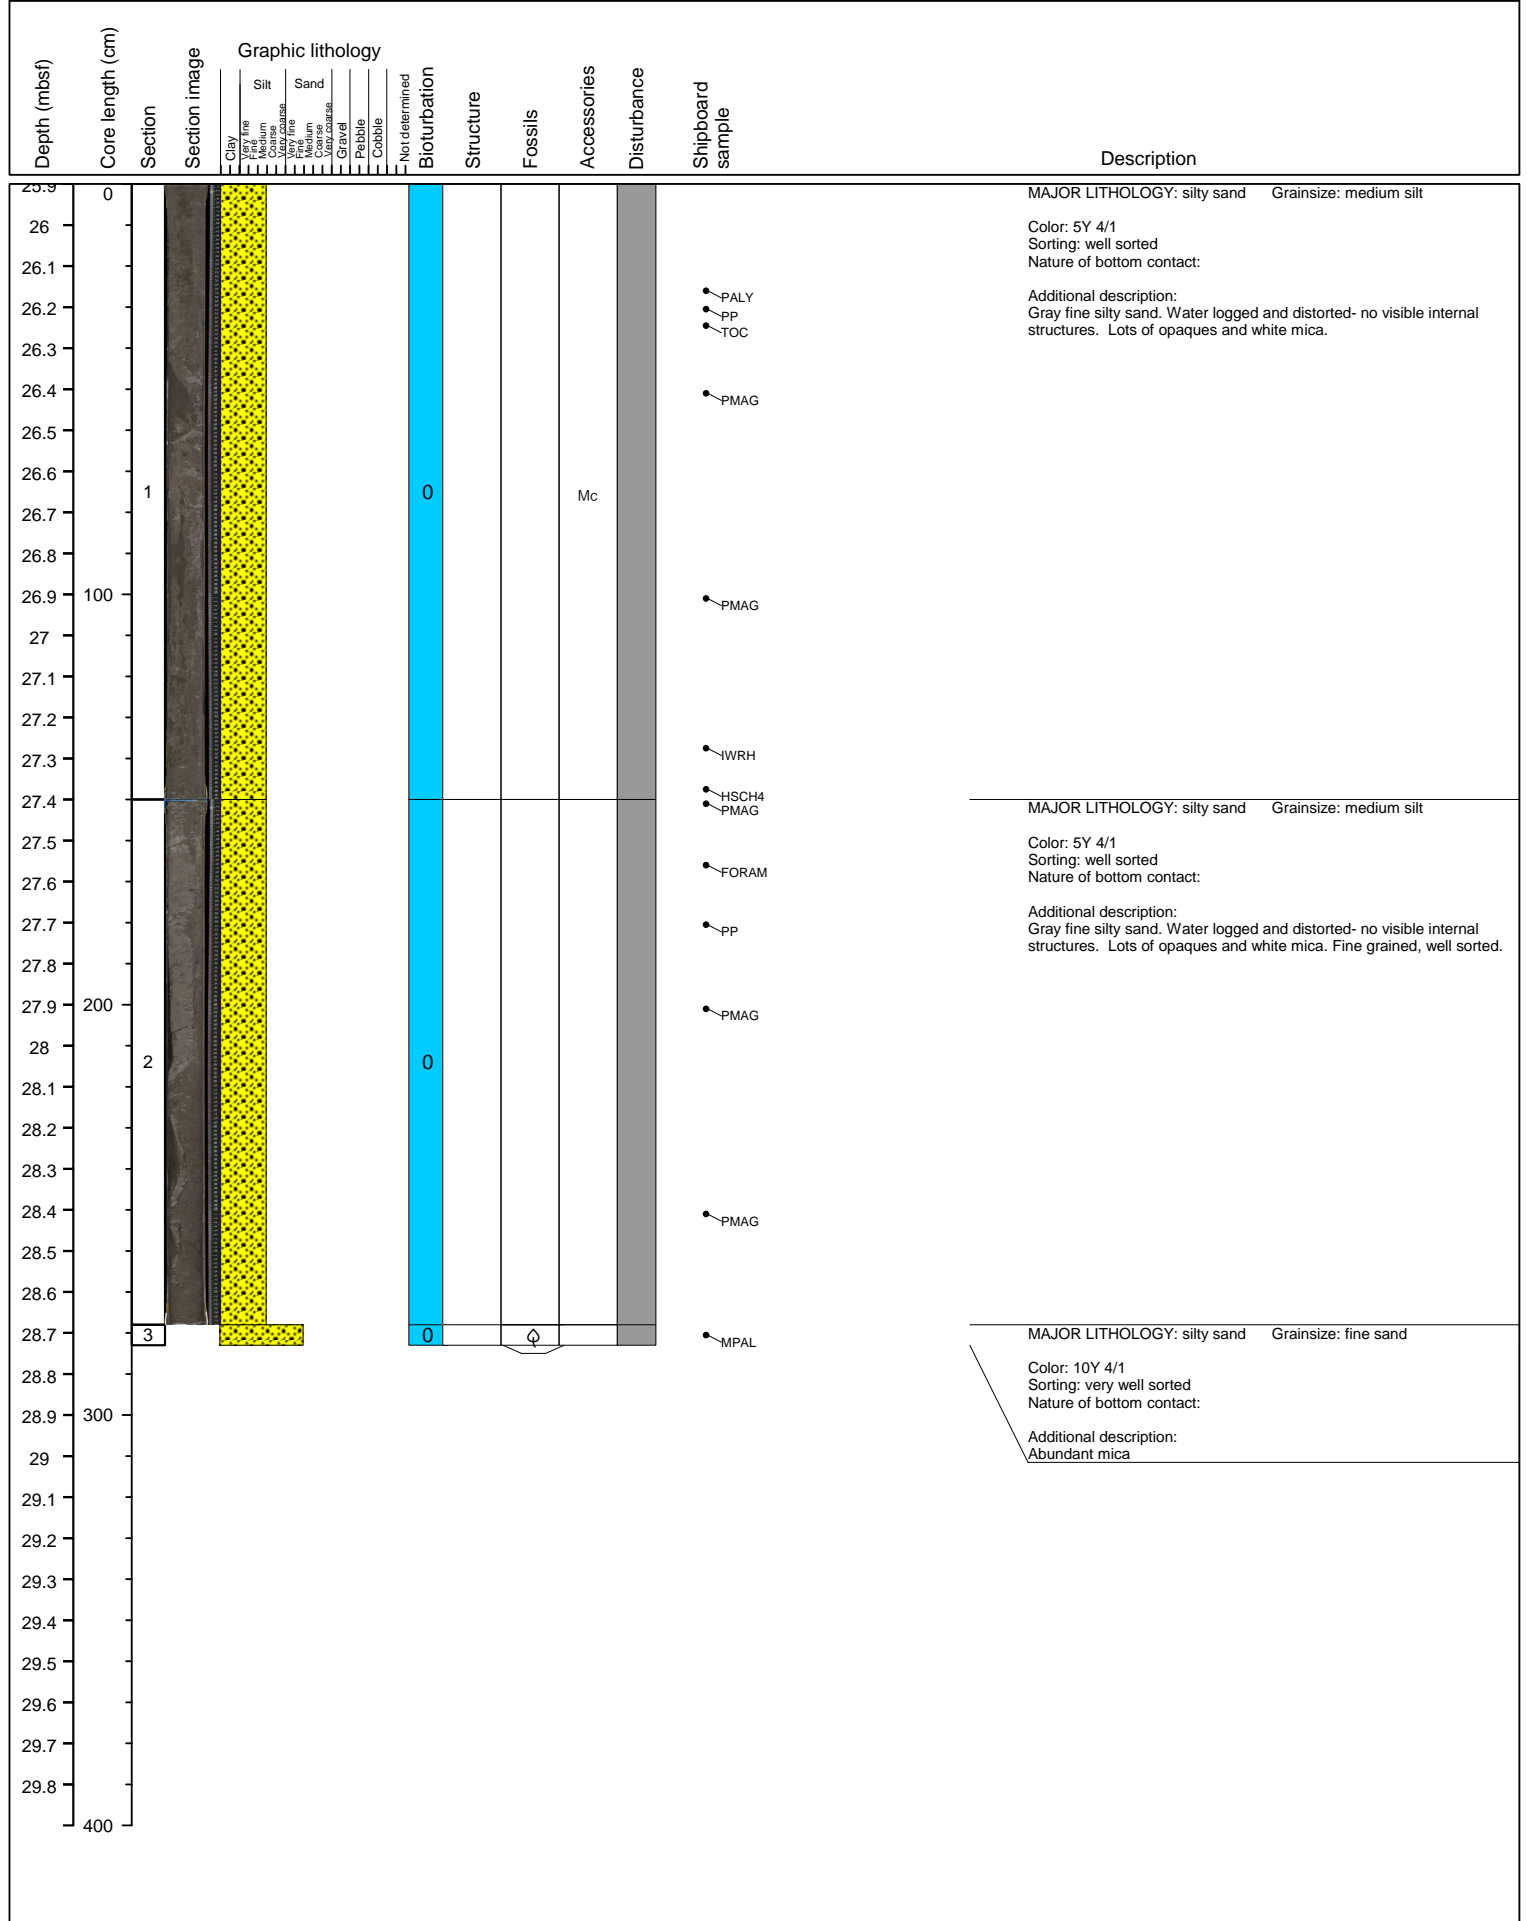 Depth (mbsf)
Core length (cm)
Section
Section image
Graphic lithology
Silt
Sand
Clay
Very fine
Fine
Medium
Coarse
Very coarse
Very fine
Fine
Medium
Coarse
Very coarse
Gravel
Pebble
Cobble
Not determined
Bioturbation
Structure
Fossils
Accessories
Disturbance
Shipboard
sample
Description
25.9
26
26.1
26.2
26.3
26.4
26.5
26.6
26.7
26.8
26.9
27
27.1
27.2
27.3
27.4
27.5
27.6
27.7
27.8
27.9
28
28.1
28.2
28.3
28.4
28.5
28.6
28.7
28.8
28.9
29
29.1
29.2
29.3
29.4
29.5
29.6
29.7
29.8
0
100
200
300
400
1
2
3
0
0
0
Mc
PALY
PP
TOC
PMAG
PMAG
IWRH
HSCH4
PMAG
FORAM
PP
PMAG
PMAG
MPAL
MAJOR LITHOLOGY: silty sand Grainsize: medium silt
Color: 5Y 4/1
Sorting: well sorted
Nature of bottom contact:
Additional description:
Gray fine silty sand. Water logged and distorted- no visible internal
structures. Lots of opaques and white mica.
MAJOR LITHOLOGY: silty sand Grainsize: medium silt
Color: 5Y 4/1
Sorting: well sorted
Nature of bottom contact:
Additional description:
Gray fine silty sand. Water logged and distorted- no visible internal
structures. Lots of opaques and white mica. Fine grained, well sorted.
MAJOR LITHOLOGY: silty sand Grainsize: fine sand
Color: 10Y 4/1
Sorting: very well sorted
Nature of bottom contact:
Additional description:
Abundant mica